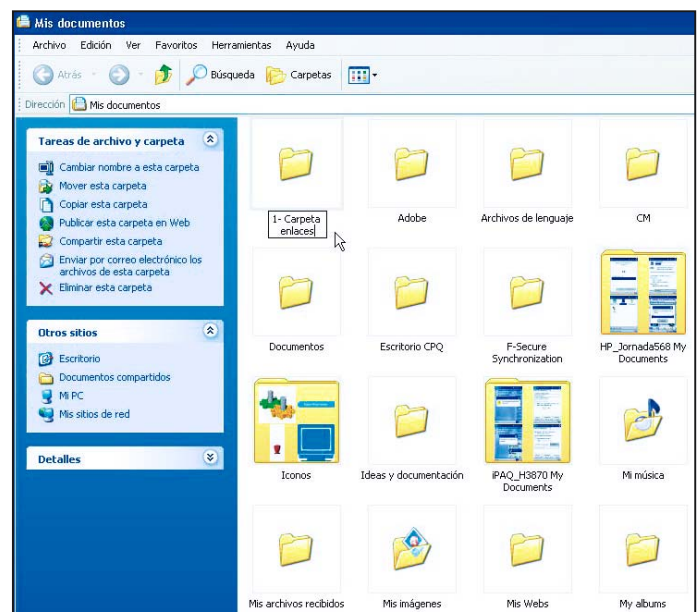 Mis documentos
Archivo Edición Ver Favoritos Herramientas Ayuda
Atrás Búsqueda Carpetas
Dirección Mis documentos
Tareas de archivo y carpeta
Cambiar nombre a esta carpeta
Mover esta carpeta
Copiar esta carpeta
Publicar esta carpeta en Web
Compartir esta carpeta
Enviar por correo electrónico los
archivos de esta carpeta
Eliminar esta carpeta
Otros sitios
Escritorio
Documentos compartidos
Mi PC
Mis sitios de red
Detalles
1- Carpeta
enlaces
Adobe
Archivos de lenguaje
CM
Documentos
Escritorio CPQ
F-Secure
Synchronization
HP_Jornada568 My
Documents
Iconos
Ideas y documentación
iPAQ_H3870 My
Documents
Mi música
Mis archivos recibidos
Mis imágenes
Mis Webs
My albums